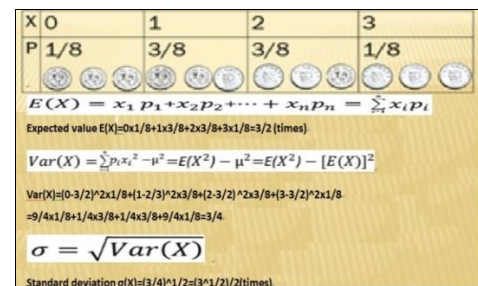 X 0 1 2 3
P 1/8 3/8 3/8 1/8
E(X) = x₁ p₁+x₂p₂+··· + xₙpₙ = ∑xᵢpᵢ
Expected value E(X)=0x1/8+1x3/8+2x3/8+3x1/8=3/2 (times)
Var(X) =∑pᵢxᵢ² −μ²=E(X²) − μ²=E(X²) − [E(X)]²
Var(X)=(0-3/2)^2x1/8+(1-2/3)^2x3/8+(2-3/2)^2x3/8+(3-3/2)^2x1/8
=9/4x1/8+1/4x3/8+1/4x3/8+9/4x1/8=3/4
σ = √Var(X)
Standard deviation σ(X)=(3/4)^1/2=(3^1/2)/2(times)